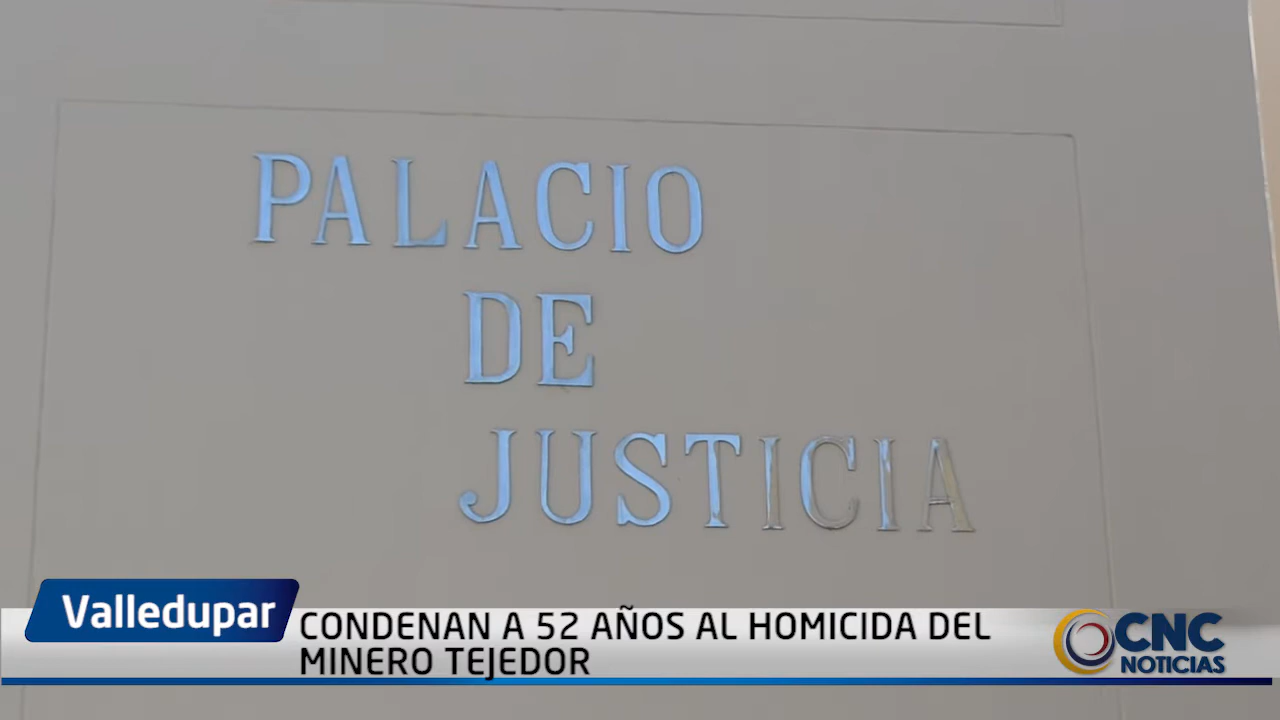 PALACIO
DE
JUSTICIA
Valledupar
CONDENAN A 52 AÑOS AL HOMICIDA DEL
MINERO TEJEDOR
CNC
NOTICIAS